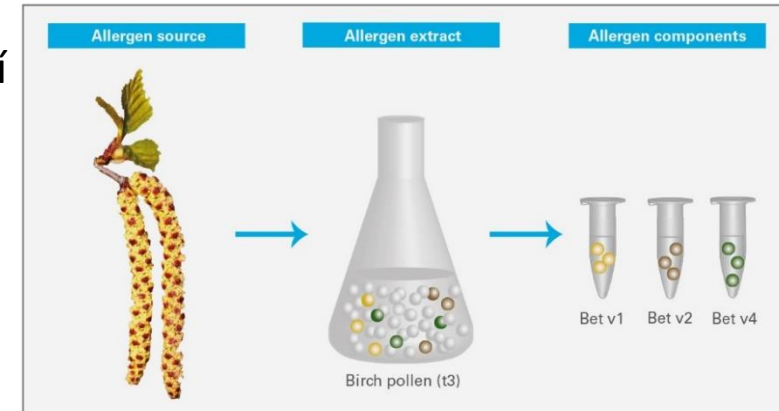 í
Allergen source
Allergen extract
Allergen components
Bet v1
Bet v2
Bet v4
Birch pollen (t3)